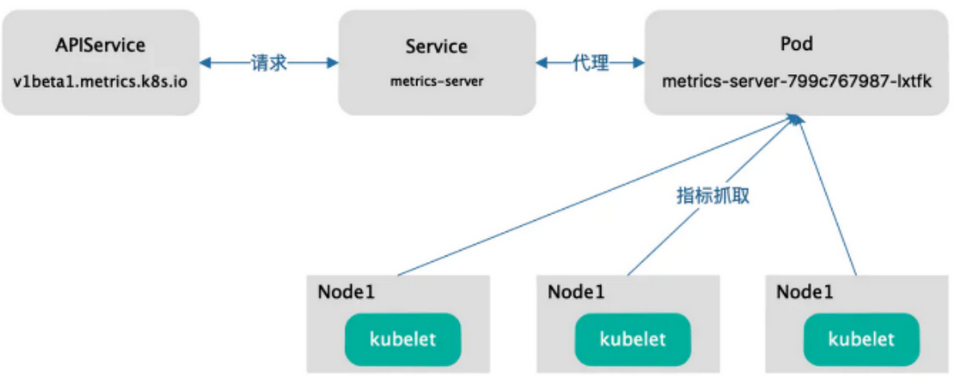 APIService
v1beta1.metrics.k8s.io
请求
Service
metrics-server
代理
Pod
metrics-server-799c767987-lxtfk
指标抓取
Node1
kubelet
Node1
kubelet
Node1
kubelet